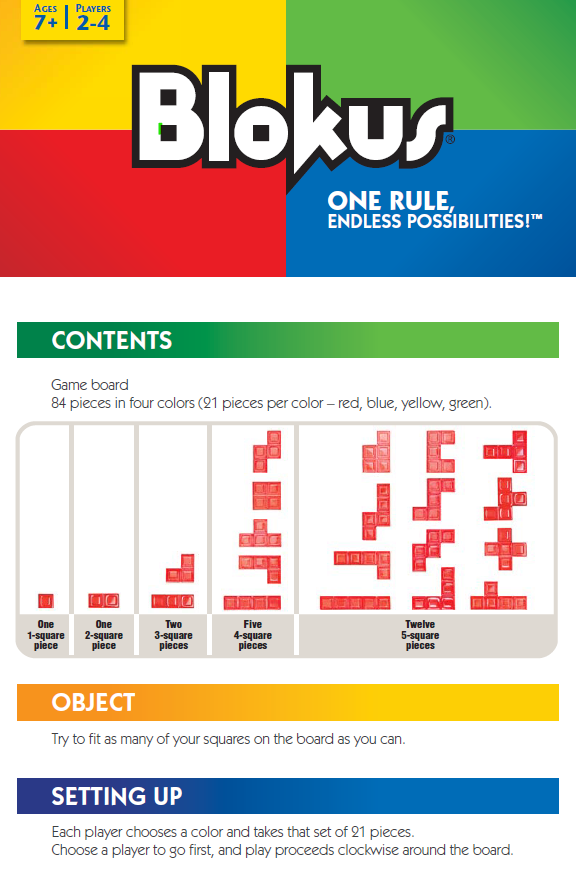 AGES
7+
PLAYERS
2-4
Blokus®
ONE RULE,
ENDLESS POSSIBILITIES!™
CONTENTS
Game board
84 pieces in four colors (21 pieces per color – red, blue, yellow, green).
One
1-square
piece
One
2-square
piece
Two
3-square
pieces
Five
4-square
pieces
Twelve
5-square
pieces
OBJECT
Try to fit as many of your squares on the board as you can.
SETTING UP
Each player chooses a color and takes that set of 21 pieces.
Choose a player to go first, and play proceeds clockwise around the board.